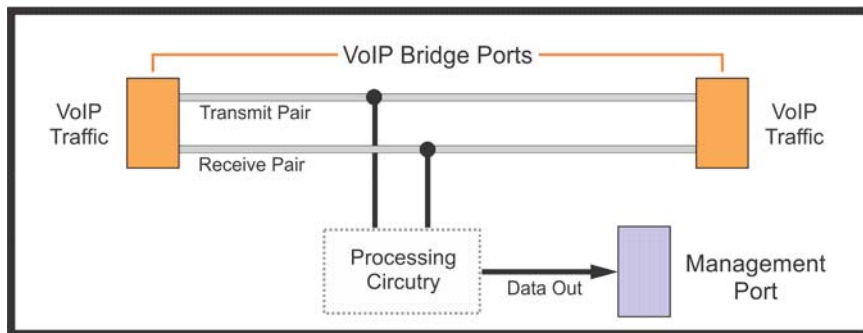 VoIP Bridge Ports
VoIP
Traffic
Transmit Pair
VoIP
Traffic
Receive Pair
Processing
Circutry
Data Out
Management
Port